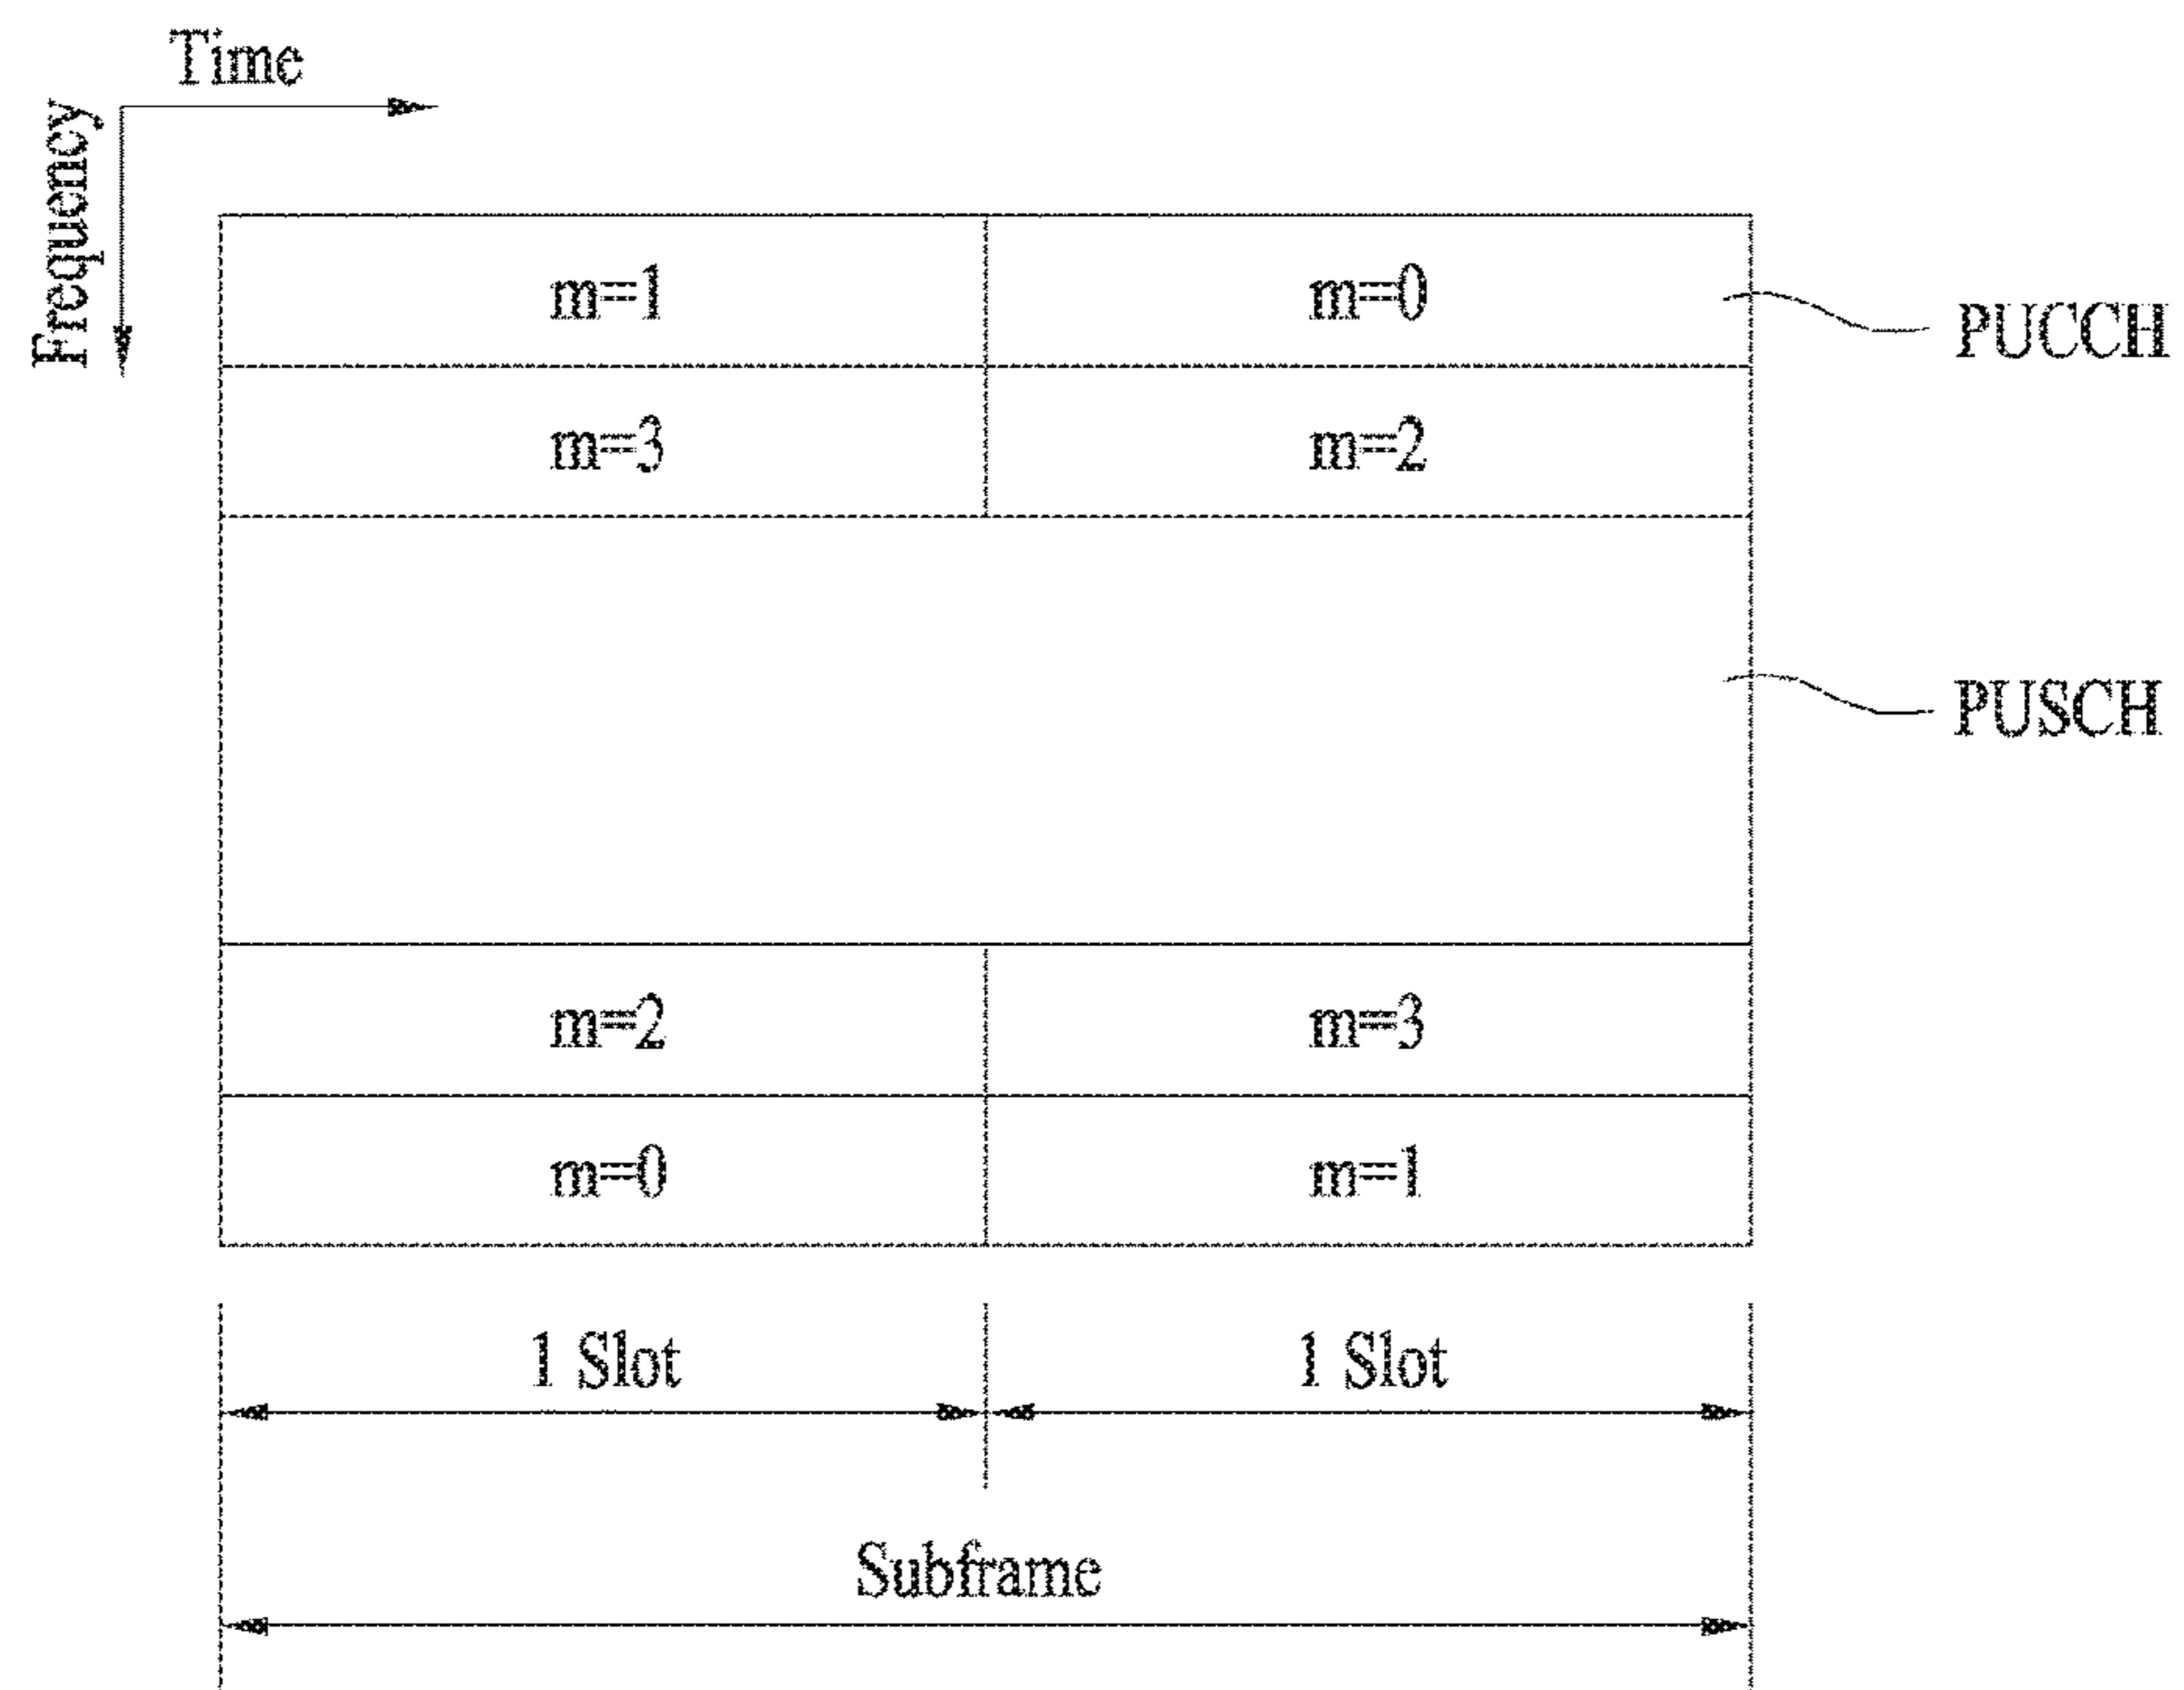 Time
Frequency
m=1
m=0
PUCCH
m=3
m=2
PUSCH
m=2
m=3
m=0
m=1
1 Slot
1 Slot
Subframe